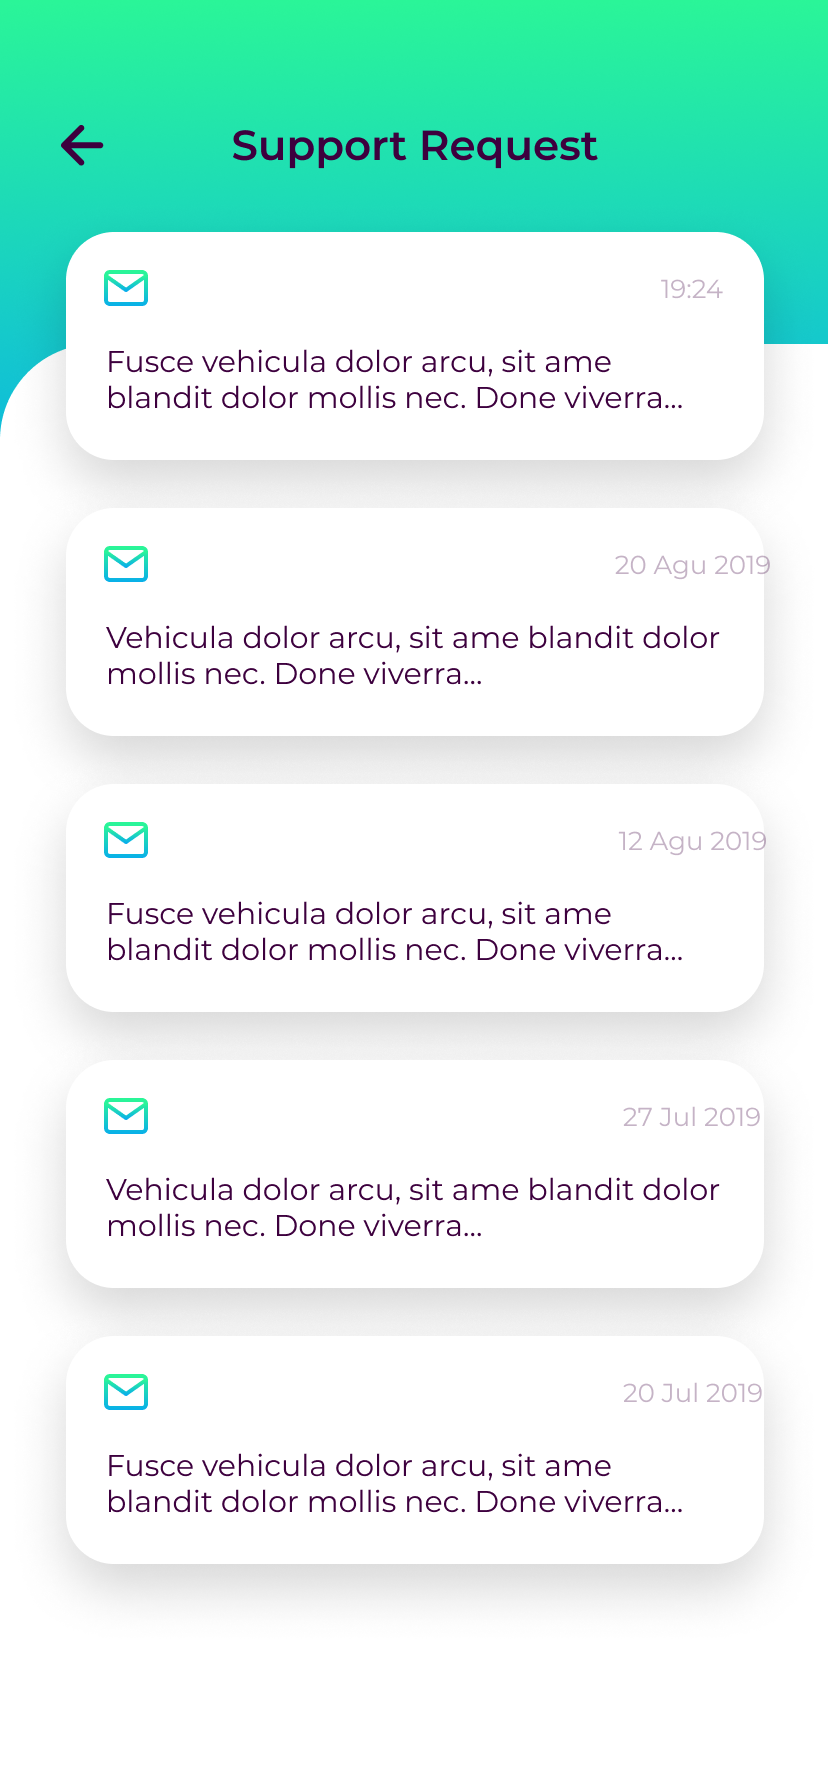 Support Request
19:24
Fusce vehicula dolor arcu, sit ame
blandit dolor mollis nec. Done viverra...
20 Agu 2019
Vehicula dolor arcu, sit ame blandit dolor
mollis nec. Done viverra...
12 Agu 2019
Fusce vehicula dolor arcu, sit ame
blandit dolor mollis nec. Done viverra...
27 Jul 2019
Vehicula dolor arcu, sit ame blandit dolor
mollis nec. Done viverra...
20 Jul 2019
Fusce vehicula dolor arcu, sit ame
blandit dolor mollis nec. Done viverra...